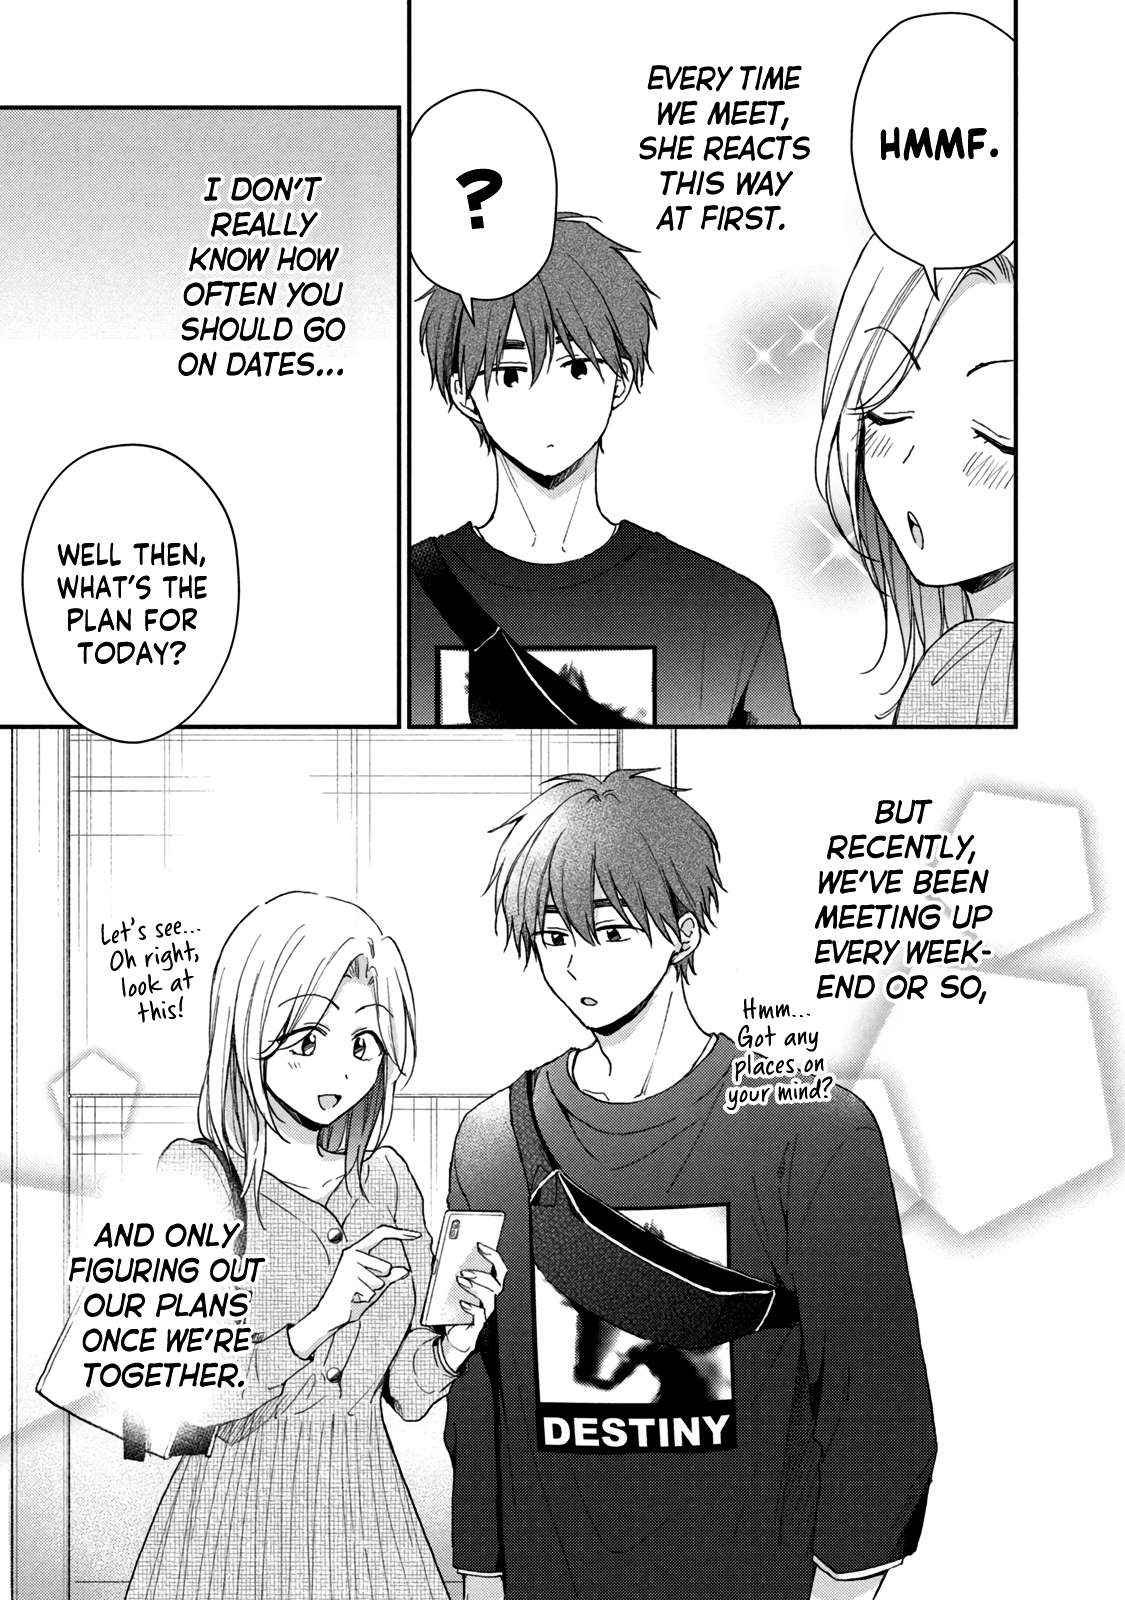 HMMF.
EVERY TIME
WE MEET,
SHE REACTS
THIS WAY
AT FIRST.
?
I DON'T
REALLY
KNOW HOW
OFTEN YOU
SHOULD GO
ON DATES...
WELL THEN,
WHAT'S THE
PLAN FOR
TODAY?
BUT
RECENTLY,
WE'VE BEEN
MEETING UP
EVERY WEEK-
END OR SO,
Hmm...
Got any
places on
your mind?
Let's see...
Oh right,
look at
this!
AND ONLY
FIGURING OUT
OUR PLANS
ONCE WE'RE
TOGETHER.
DESTINY